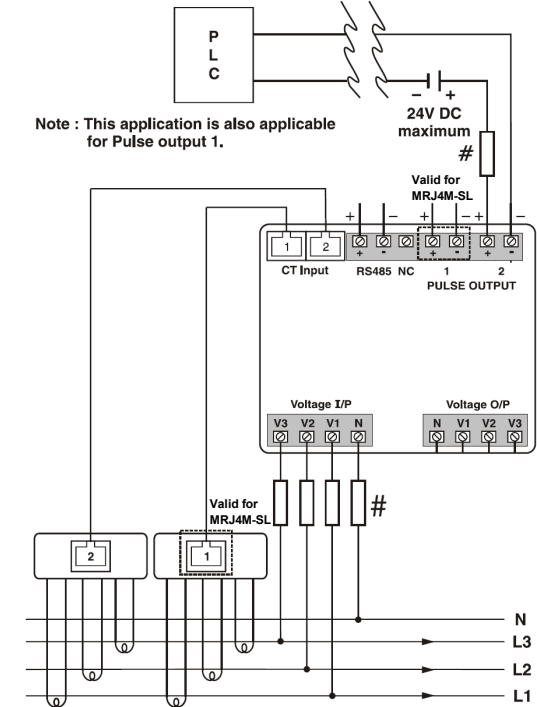 P
L
C
Note : This application is also applicable
for Pulse output 1.
– +
24V DC
maximum
#
Valid for
MRJ4M-SL
+ – + – + –
1 2
+ - + - + -
CT Input RS485 NC 1 2
PULSE OUTPUT
Voltage I/P Voltage O/P
V3 V2 V1 N N V1 V2 V3
#
Valid for
MRJ4M-SL
2 1
N
L3
L2
L1